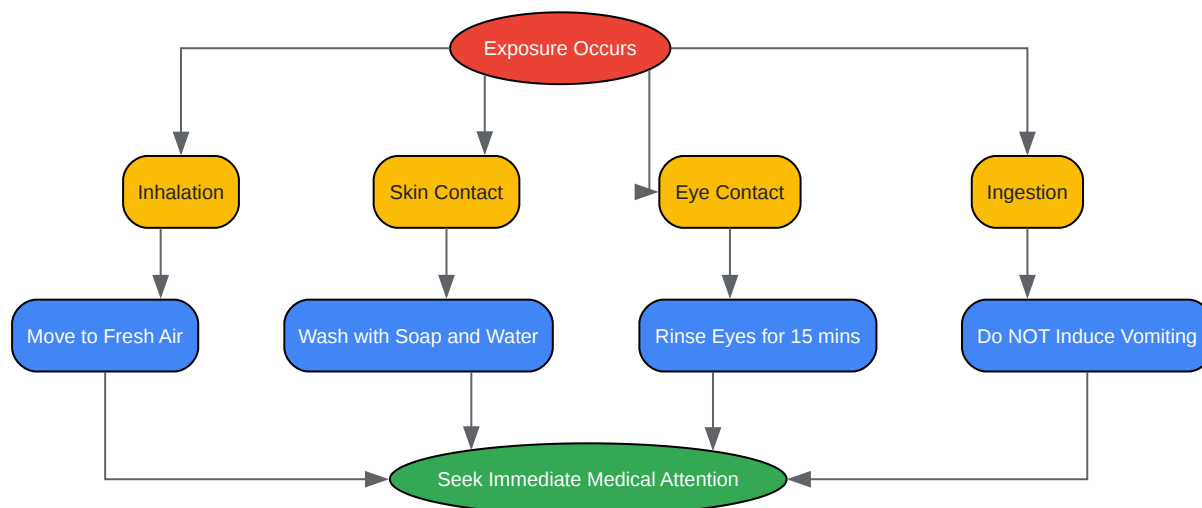 Exposure Occurs
Inhalation
Skin Contact
Eye Contact
Ingestion
Move to Fresh Air
Wash with Soap and Water
Rinse Eyes for 15 mins
Do NOT Induce Vomiting
Seek Immediate Medical Attention